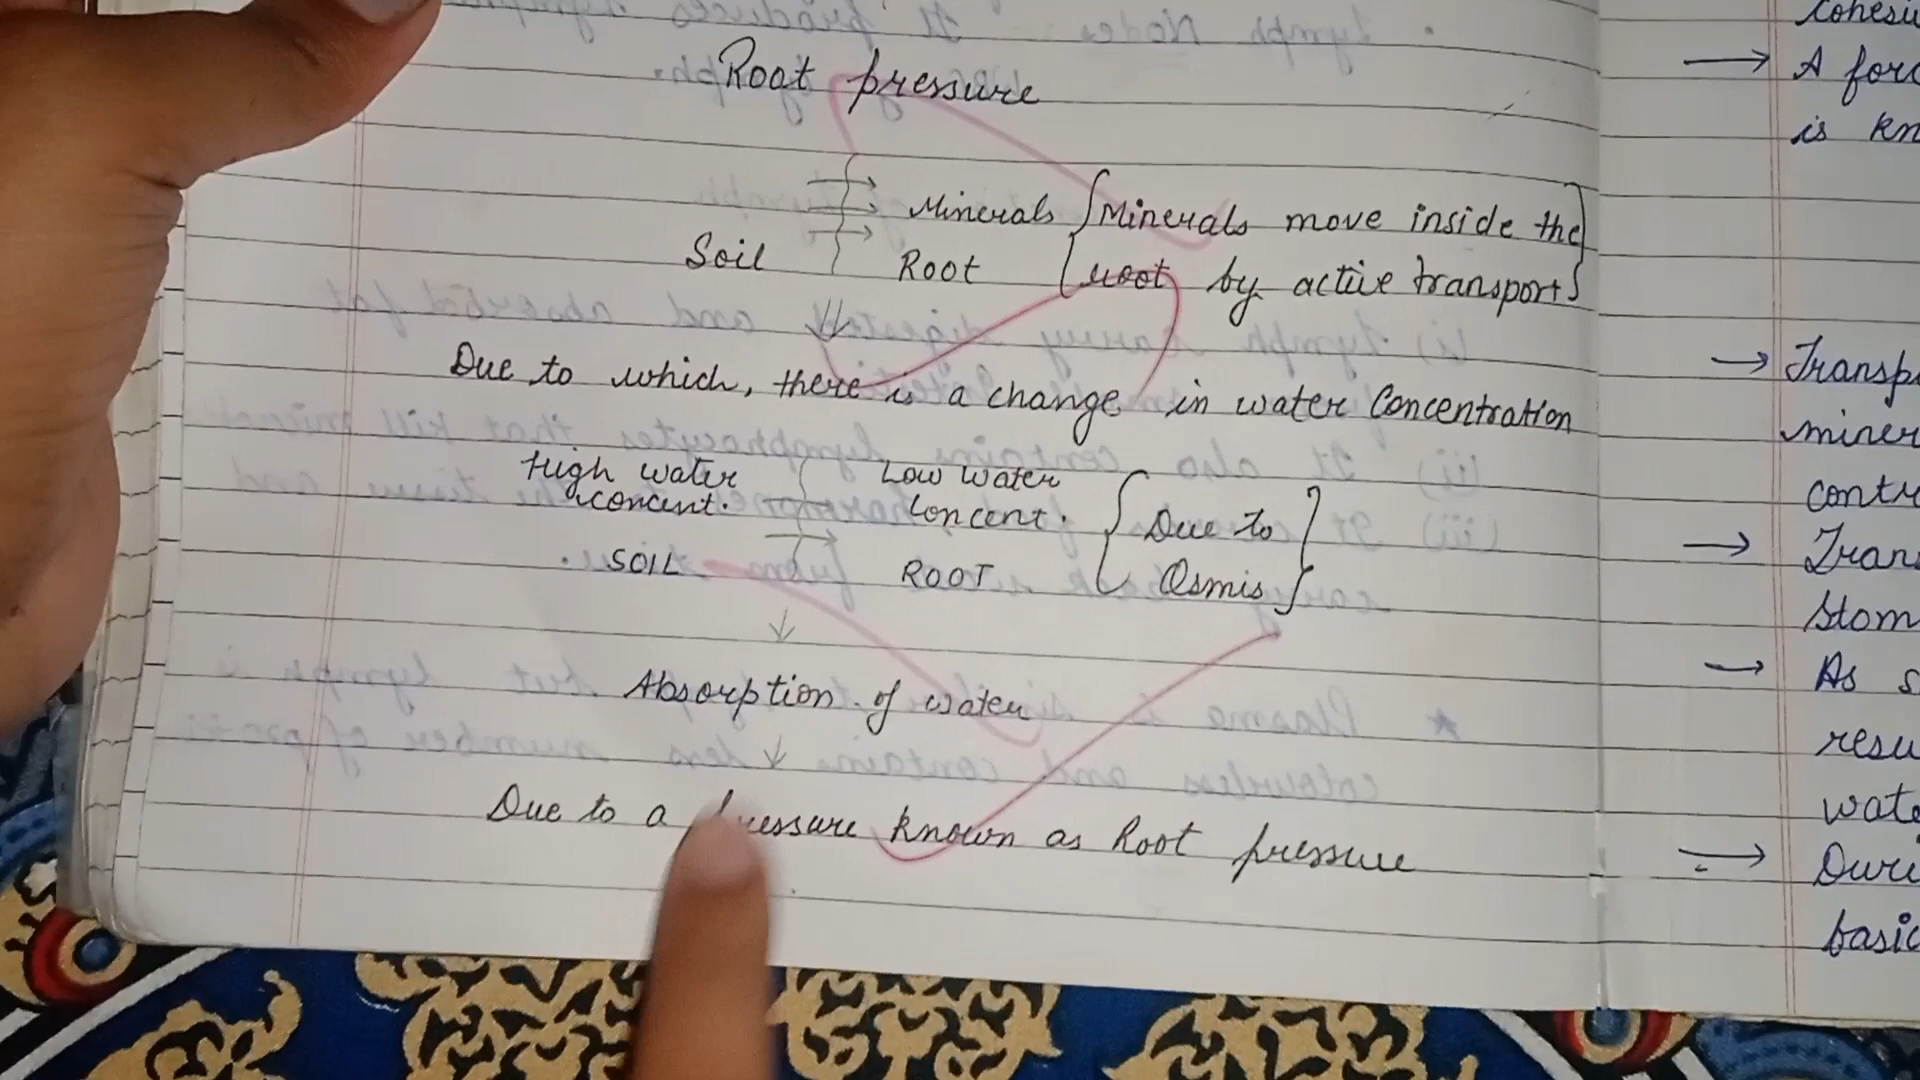 Root pressure
Minerals {Minerals move inside the
Soil Root root by active transport}
Due to which, there is a change in water Concentration
High water Low water
concent. Concent. {Due to
SOIL ROOT Osmis}
Absorption of water
Due to a pressure known as Root pressure
A forc
is kn
Transp
miner
contr
Tran
Stom
As s
resu
wate
Duri
basic